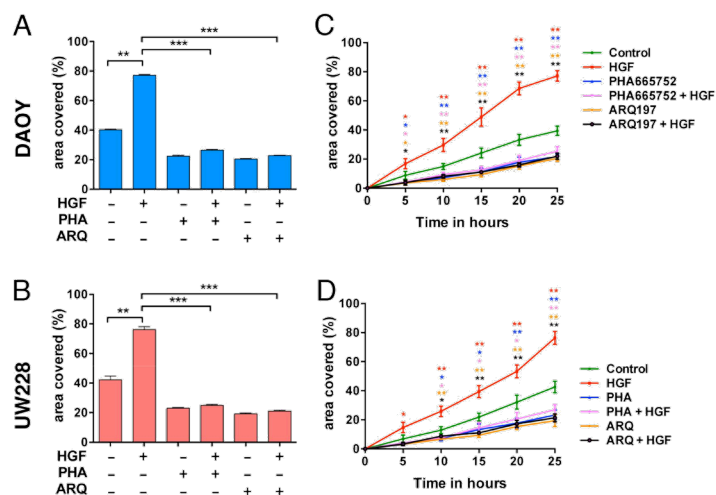 A
DAOY
area covered (%)
100
80
60
40
20
0
**
***
***
HGF – + – + – +
PHA – – + + – –
ARQ – – – – + +
C
area covered (%)
100
80
60
40
20
0
0 5 10 15 20 25
Time in hours
* ** ** ** **
* ** ** ** **
* ** ** ** **
* ** ** ** **
* ** ** ** **
Control
HGF
PHA665752
PHA665752 + HGF
ARQ197
ARQ197 + HGF
B
UW228
area covered (%)
100
80
60
40
20
0
**
***
***
HGF – + – + – +
PHA – – + + – –
ARQ – – – – + +
D
area covered (%)
100
80
60
40
20
0
0 5 10 15 20 25
Time in hours
* ** ** ** **
* * ** **
* * * **
** ** ** **
* ** ** **
Control
HGF
PHA
PHA + HGF
ARQ
ARQ + HGF